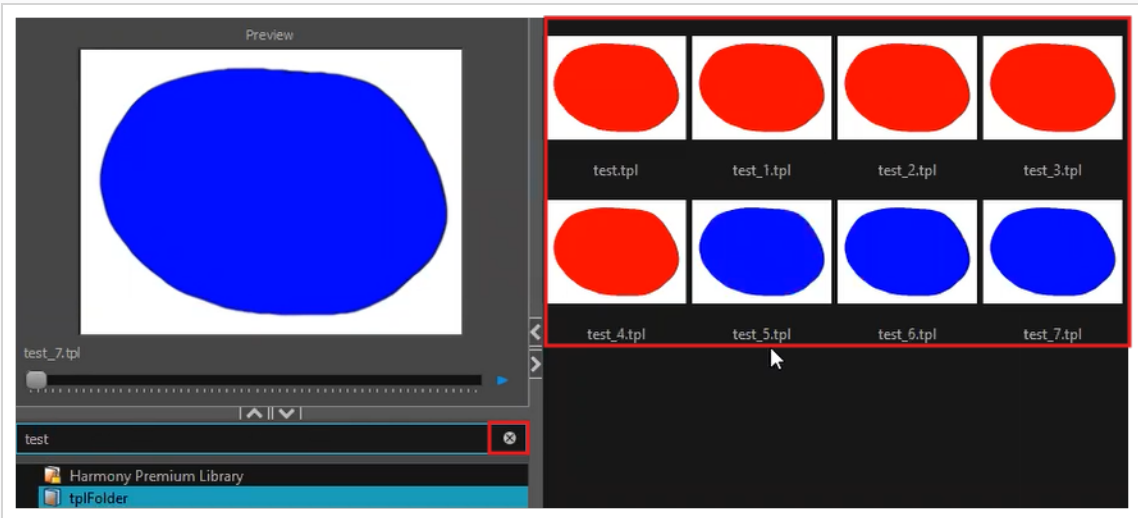 Preview
test_7.tpl
test
Harmony Premium Library
tplFolder
test.tpl test_1.tpl test_2.tpl test_3.tpl
test_4.tpl test_5.tpl test_6.tpl test_7.tpl